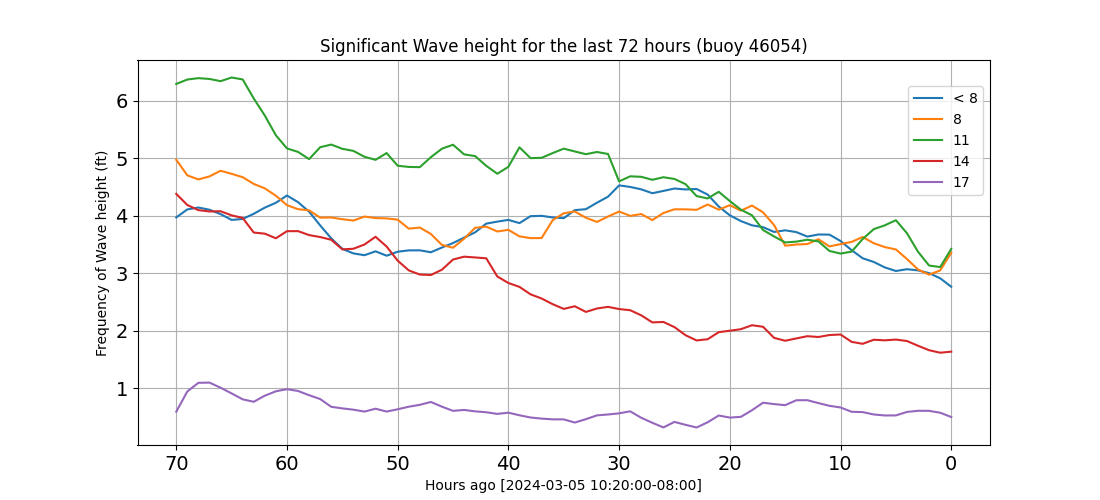 Significant Wave height for the last 72 hours (buoy 46054)
Frequency of Wave height (ft)
6
5
4
3
2
1
< 8
8
11
14
17
70 60 50 40 30 20 10 0
Hours ago [2024-03-05 10:20:00-08:00]